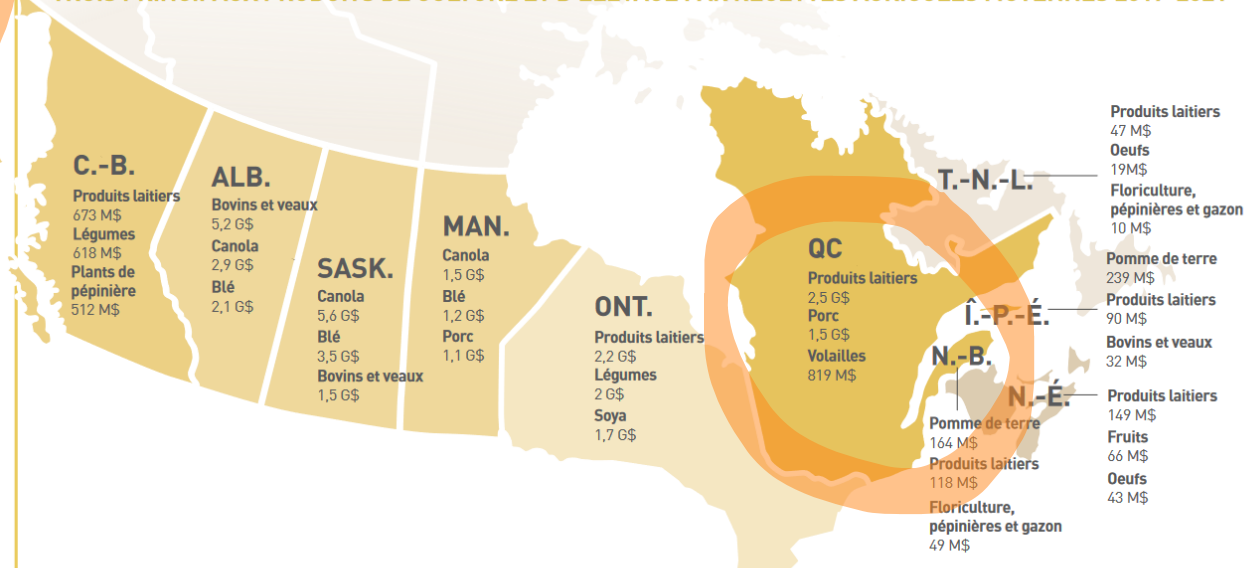 C.-B.
Produits laitiers
673 M$
Légumes
618 M$
Plants de
pépinière
512 M$
ALB.
Bovins et veaux
5,2 G$
Canola
2,9 G$
Blé
2,1 G$
SASK.
Canola
5,6 G$
Blé
3,5 G$
Bovins et veaux
1,5 G$
MAN.
Canola
1,5 G$
Blé
1,2 G$
Porc
1,1 G$
ONT.
Produits laitiers
2,2 G$
Légumes
2 G$
Soya
1,7 G$
QC
Produits laitiers
2,5 G$
Porc
1,5 G$
Volailles
819 M$
T.-N.-L.
Produits laitiers
47 M$
Oeufs
19M$
Floriculture,
pépinières et gazon
10 M$
Î.-P.-É.
Pomme de terre
239 M$
Produits laitiers
90 M$
Bovins et veaux
32 M$
N.-B.
Pomme de terre
164 M$
Produits laitiers
118 M$
Floriculture,
pépinières et gazon
49 M$
N.-É.
Produits laitiers
149 M$
Fruits
66 M$
Oeufs
43 M$